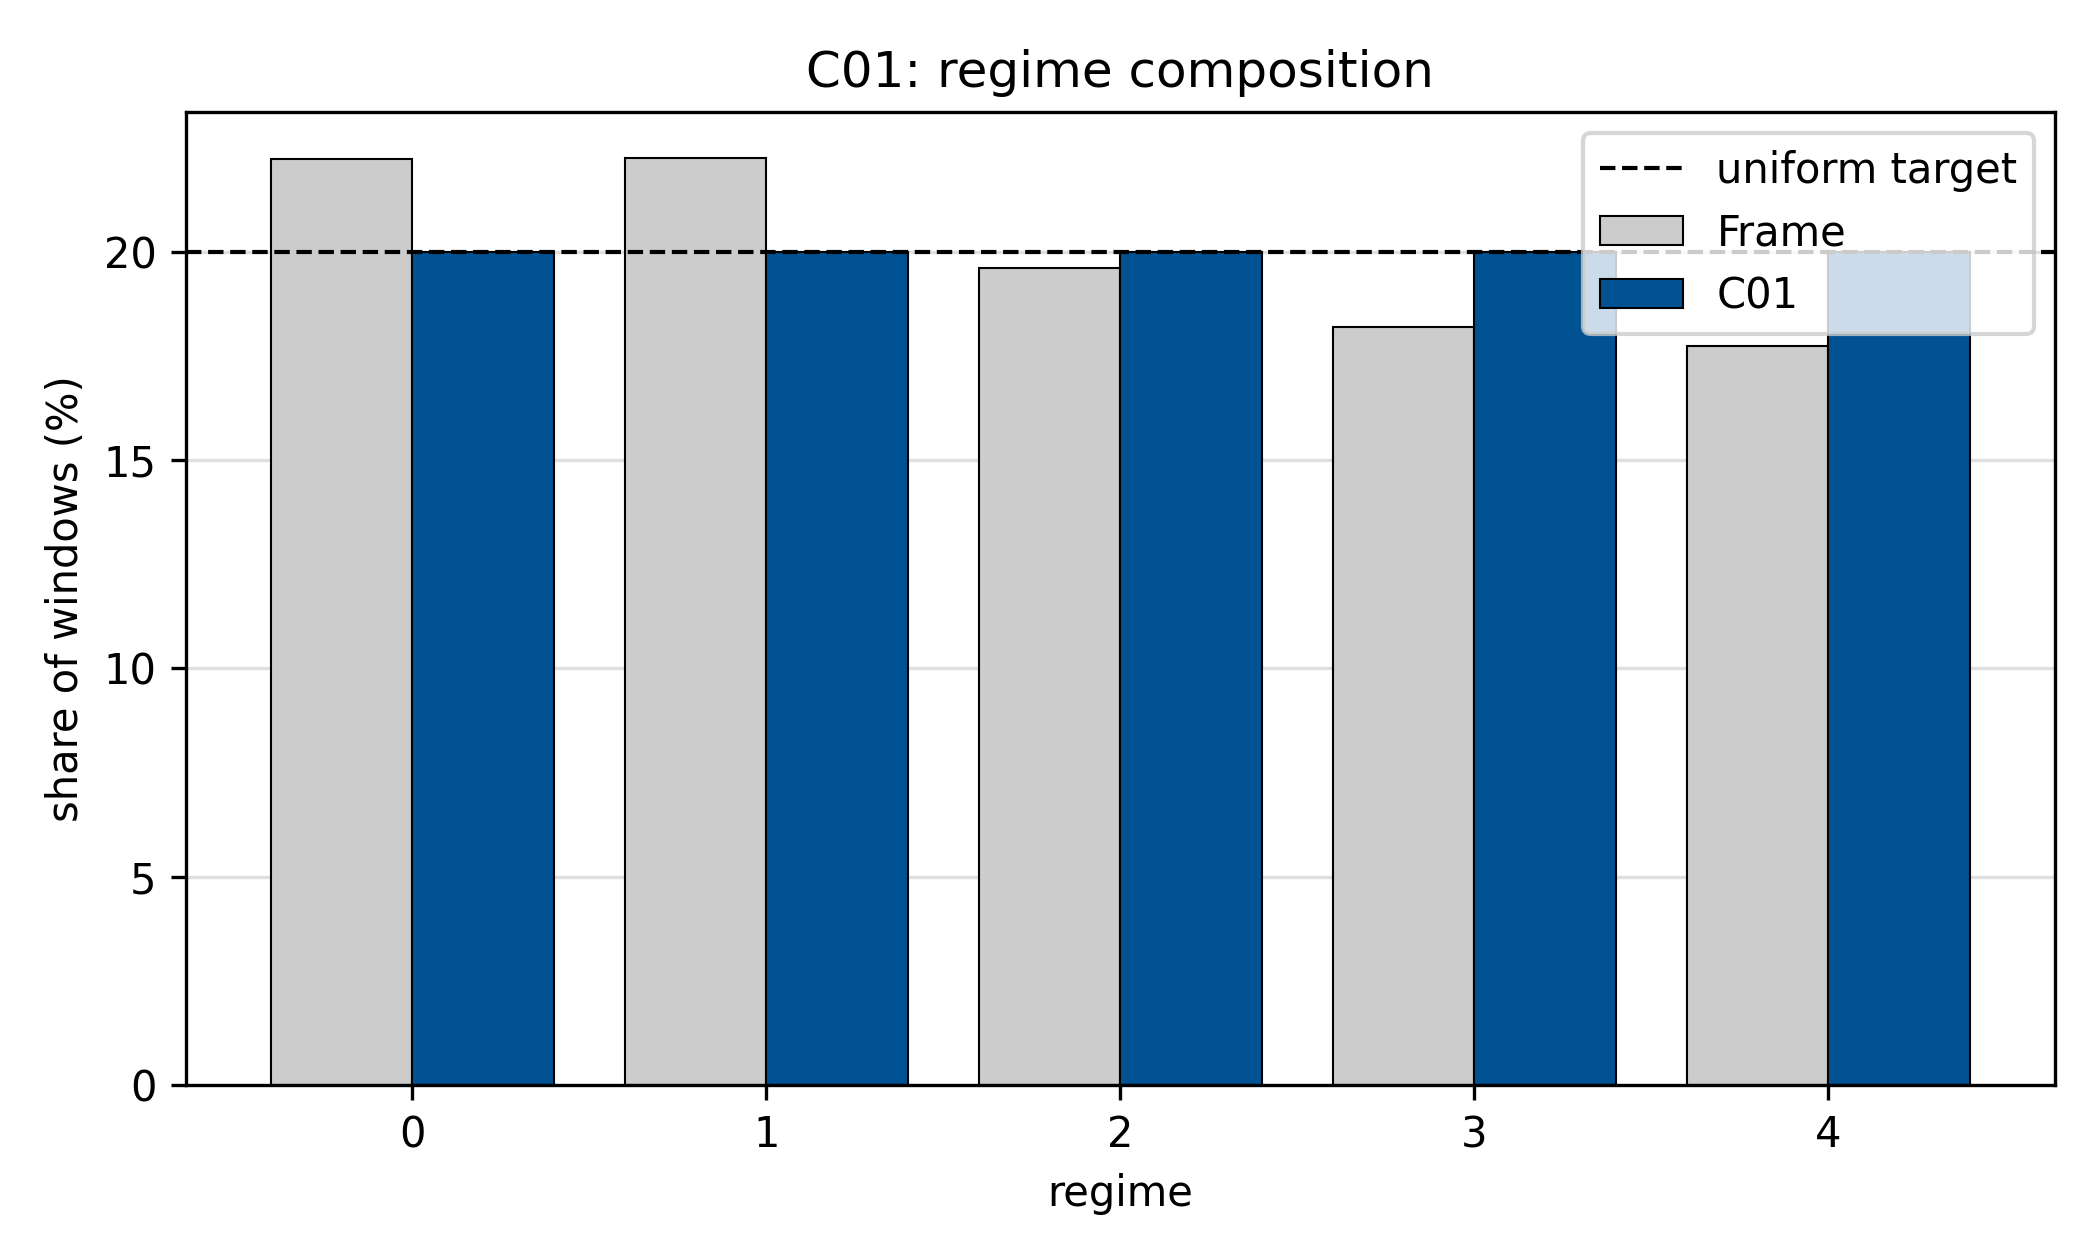 C01: regime composition
uniform target
Frame
C01
share of windows (%)
20
15
10
5
0
0 1 2 3 4
regime